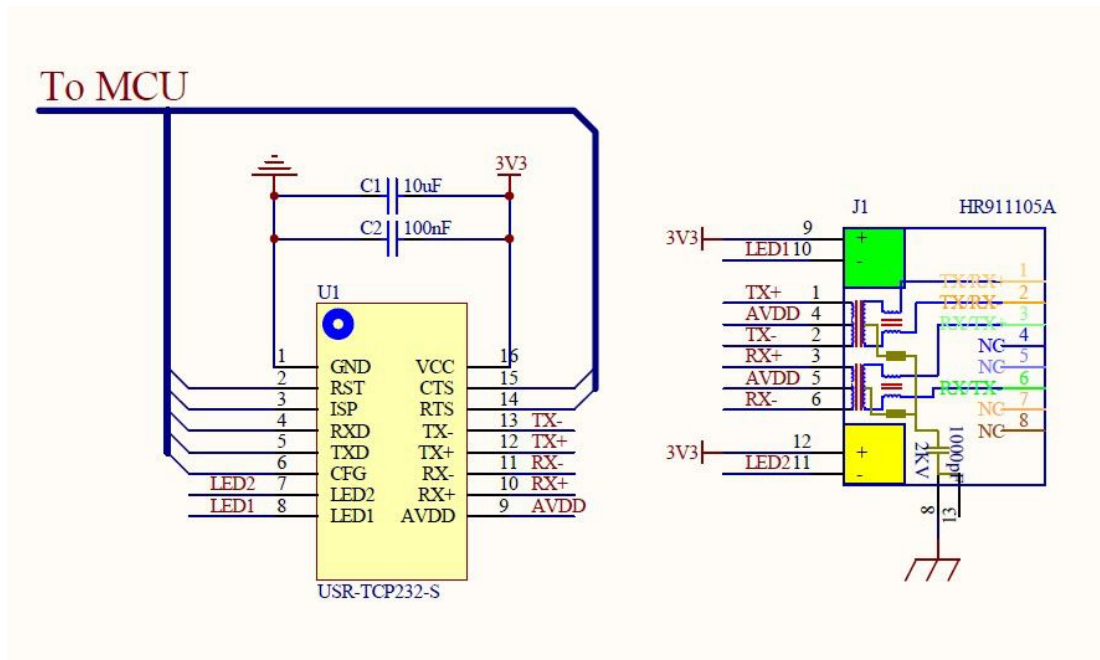 To MCU
3V3
C1 10uF
C2 100nF
U1
1 GND VCC 16
2 RST CTS 15
3 ISP RTS 14
4 RXD TX- 13 TX-
5 TXD TX+ 12 TX+
6 CFG RX- 11 RX-
LED2 7 LED2 RX+ 10 RX+
LED1 8 LED1 AVDD 9 AVDD
USR-TCP232-S
J1 HR911105A
3V3 9 +
LED1 10 -
TX+ 1
AVDD 4
TX- 2
RX+ 3
AVDD 5
RX- 6
3V3 12 +
LED2 11 -
TX/RX+ 1
TX/RX- 2
RX/TX+ 3
NC 4
NC 5
RX/TX- 6
NC 7
NC 8
1000pF
2KV
8
13